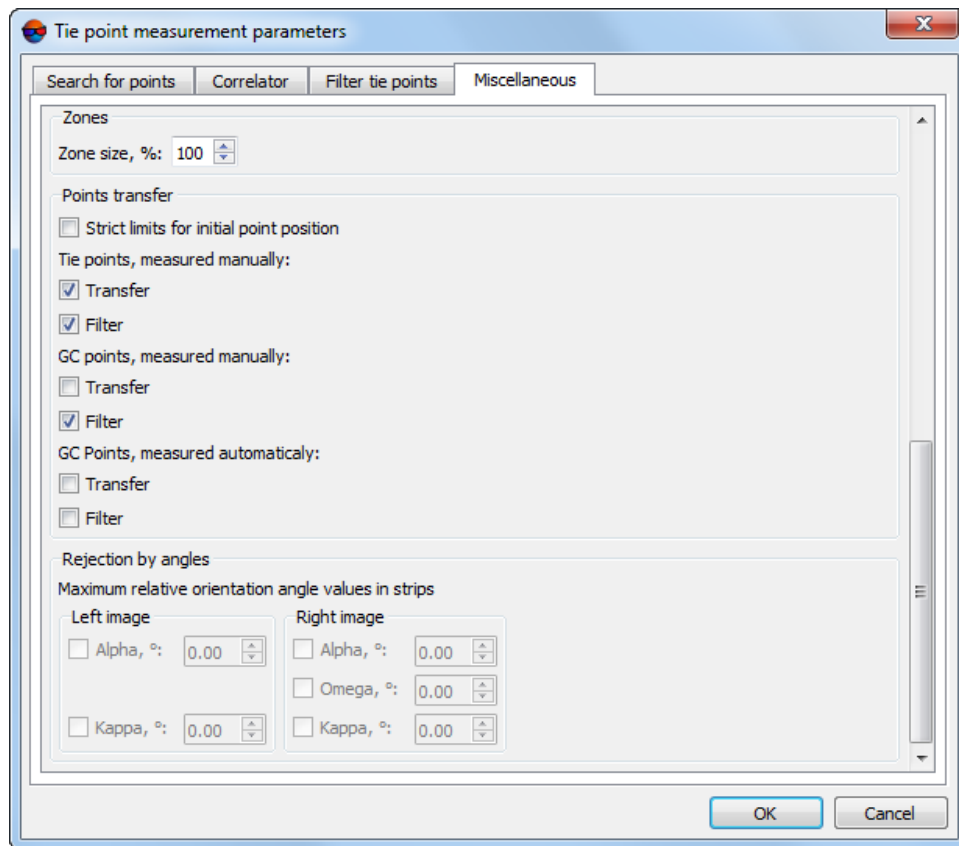 Tie point measurement parameters
Search for points Correlator Filter tie points Miscellaneous
Zones
Zone size, %: 100
Points transfer
Strict limits for initial point position
Tie points, measured manually:
Transfer
Filter
GC points, measured manually:
Transfer
Filter
GC Points, measured automaticaly:
Transfer
Filter
Rejection by angles
Maximum relative orientation angle values in strips
Left image Right image
Alpha, °: 0.00 Alpha, °: 0.00
Omega, °: 0.00
Kappa, °: 0.00 Kappa, °: 0.00
OK Cancel